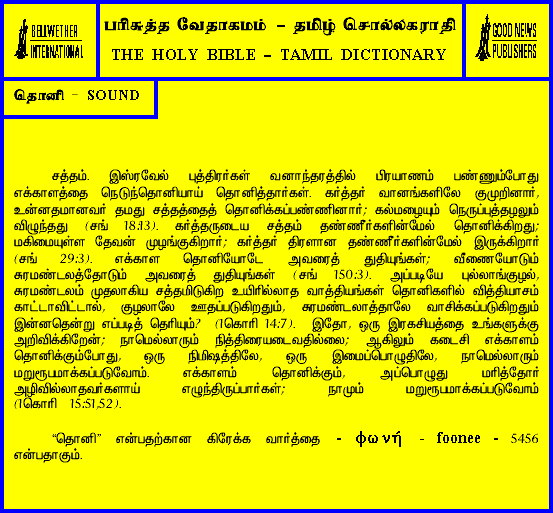 BELLWETHER
INTERNATIONAL
பரிசுத்த வேதாகமம் – தமிழ் சொல்லகராதி
THE HOLY BIBLE – TAMIL DICTIONARY
GOOD NEWS
PUBLISHERS
தொனி – SOUND
சத்தம். இஸ்ரவேல் புத்திரர்கள் வனாந்தரத்தில் பிரயாணம் பண்ணும்போது
எக்காளத்தை நெடுந்தொனியாய் தொனித்தார்கள். கர்த்தர் வானங்களிலே குமுறினார்,
உன்னதமானவர் தமது சத்தத்தைத் தொனிக்கப்பண்ணினார்; கல்மழையும் நெருப்புத்தழலும்
விழுந்தது (சங் 18:13). கர்த்தருடைய சத்தம் தண்ணீர்களின்மேல் தொனிக்கிறது;
மகிமையுள்ள தேவன் முழங்குகிறார்; கர்த்தர் திரளான தண்ணீர்களின்மேல் இருக்கிறார்
(சங் 29:3). எக்காள தொனியோடே அவரைத் துதியுங்கள்; வீணையோடும்
சுரமண்டலத்தோடும் அவரைத் துதியுங்கள் (சங் 150:3). அப்படியே புல்லாங்குழல்,
சுரமண்டலம் முதலாகிய சத்தமிடுகிற உயிரில்லாத வாத்தியங்கள் தொனிகளில் வித்தியாசம்
காட்டாவிட்டால், குழலாலே ஊதப்படுகிறதும், சுரமண்டலாத்தாலே வாசிக்கப்படுகிறதும்
இன்னதென்று எப்படித் தெரியும்? (1கொரி 14:7). இதோ, ஒரு இரகசியத்தை உங்களுக்கு
அறிவிக்கிறேன்; நாமெல்லாரும் நித்திரையடைவதில்லை; ஆகிலும் கடைசி எக்காளம்
தொனிக்கும்போது, ஒரு நிமிஷத்திலே, ஒரு இமைப்பொழுதிலே, நாமெல்லாரும்
மறுரூபமாக்கப்படுவோம். எக்காளம் தொனிக்கும், அப்பொழுது மரித்தோர்
அழிவில்லாதவர்களாய் எழுந்திருப்பார்கள்; நாமும் மறுரூபமாக்கப்படுவோம்
(1கொரி 15:51,52).
“தொனி” என்பதற்கான கிரேக்க வார்த்தை - φωνή - foonee - 5456
என்பதாகும்.